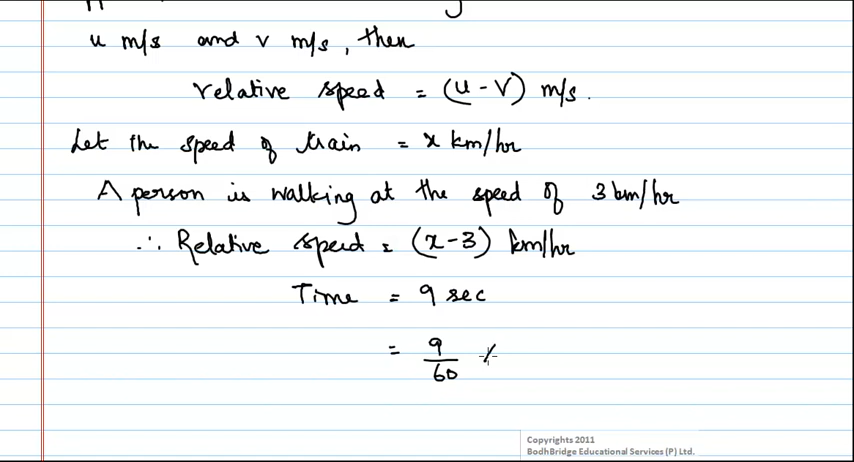 u m/s and v m/s, then
relative speed = (u - v) m/s.
Let the speed of train = x km/hr
A person is walking at the speed of 3 km/hr
∴ Relative speed = (x-3) km/hr
Time = 9 sec
= 9/60 ×
Copyrights 2011
BodhBridge Educational Services (P) Ltd.